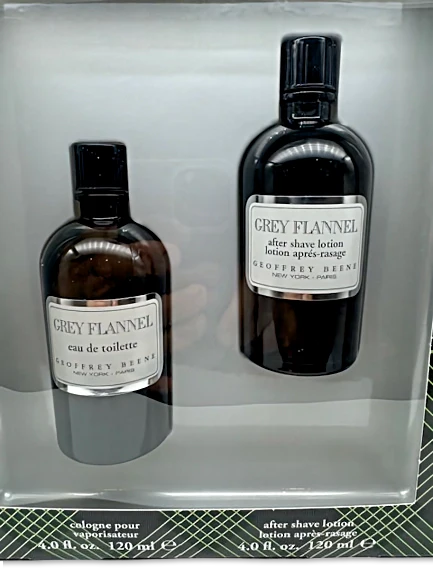 GREY FLANNEL
after shave lotion
lotion aprés-rasage
GEOFFREY BEENE
NEW YORK - PARIS
GREY FLANNEL
eau de toilette
GEOFFREY BEENE
NEW YORK - PARIS
cologne pour
vaporisateur
4.0 fl. oz. 120 ml ℮
after shave lotion
lotion aprés-rasage
4.0 fl. oz. 120 ml ℮